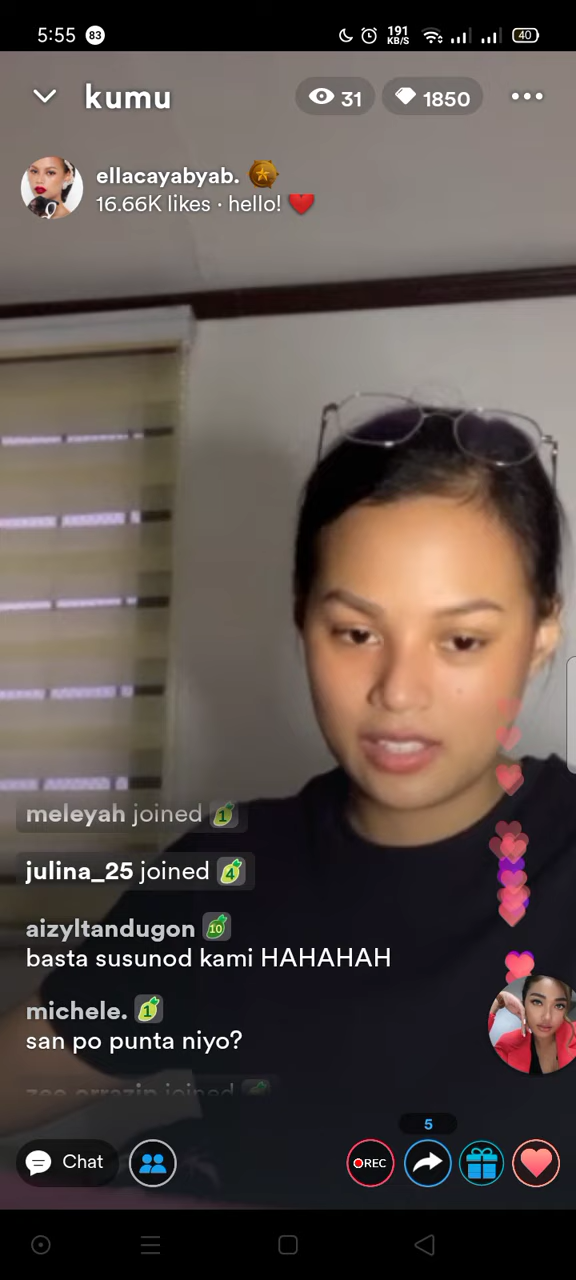 5:55 83 191 KB/S 40
kumu 31 1850
ellacayabyab.
16.66K likes · hello! ❤️
meleyah joined 1
julina_25 joined 4
aizyltandugon 10
basta susunod kami HAHAHAH
michele. 1
san po punta niyo?
joined
5
Chat REC